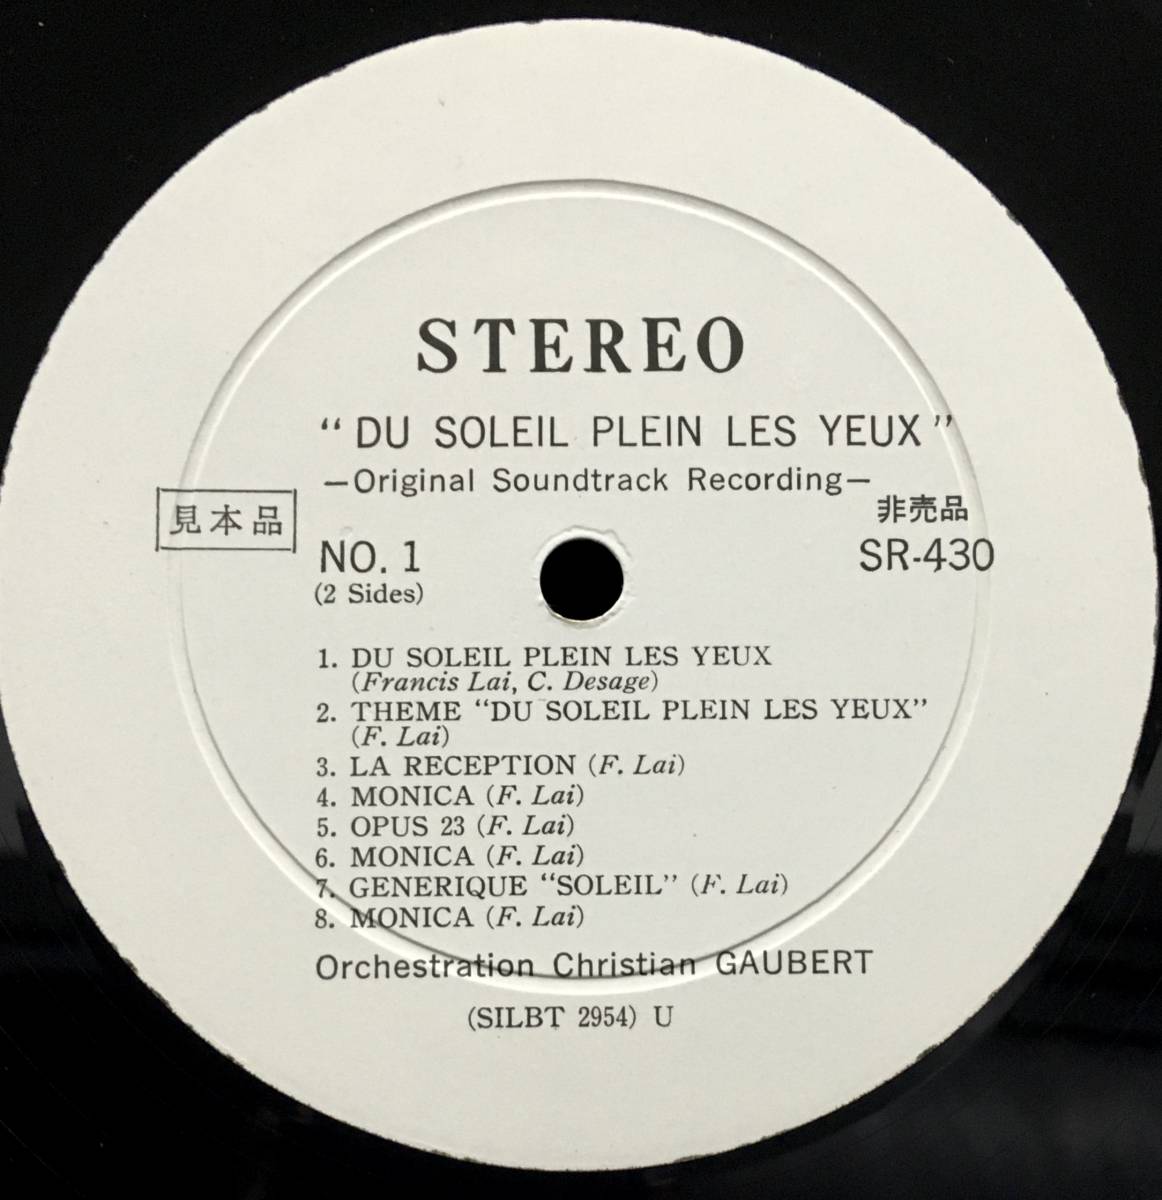 STEREO
“DU SOLEIL PLEIN LES YEUX”
—Original Soundtrack Recording—
非売品
見本品
NO. 1
SR-430
(2 Sides)
1. DU SOLEIL PLEIN LES YEUX
(Francis Lai, C. Desage)
2. THEME “DU SOLEIL PLEIN LES YEUX”
(F. Lai)
3. LA RECEPTION (F. Lai)
4. MONICA (F. Lai)
5. OPUS 23 (F. Lai)
6. MONICA (F. Lai)
7. GENERIQUE “SOLEIL” (F. Lai)
8. MONICA (F. Lai)
Orchestration Christian GAUBERT
(SILBT 2954) U